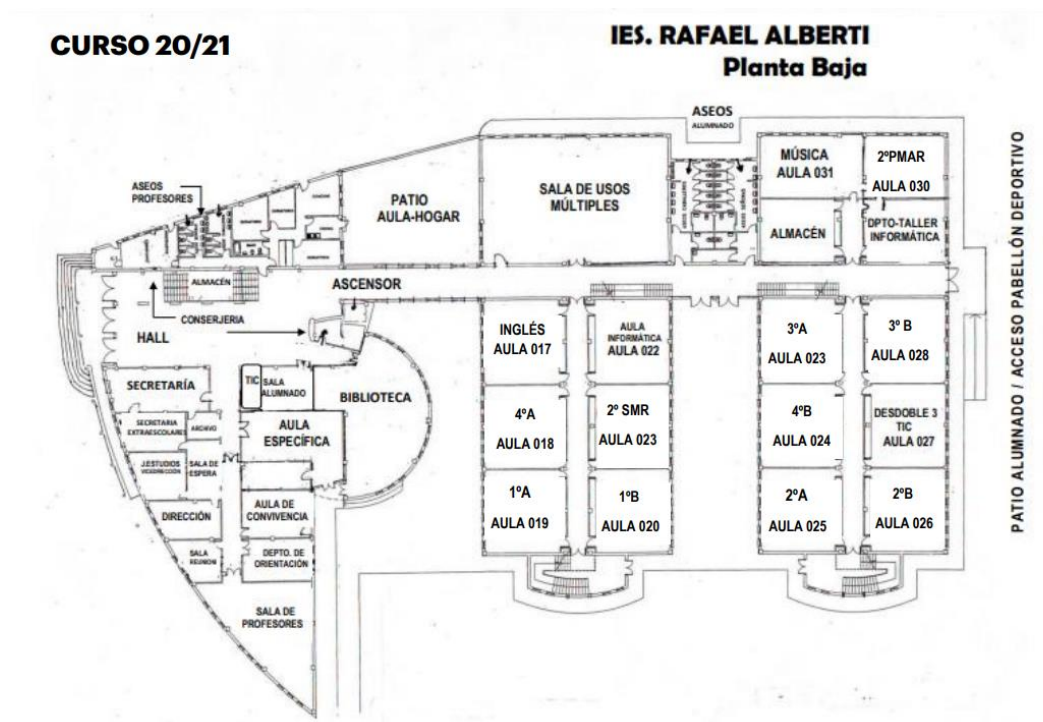 CURSO 20/21
IES. RAFAEL ALBERTI
Planta Baja
ASEOS
ALUMNADO
ASEOS
PROFESORES
PATIO
AULA-HOGAR
SALA DE USOS
MÚLTIPLES
MÚSICA
AULA 031
2ºPMAR
AULA 030
ALMACÉN
DPTO-TALLER
INFORMÁTICA
PATIO ALUMNADO / ACCESO PABELLÓN DEPORTIVO
ALMACÉN
ASCENSOR
CONSERJERIA
HALL
INGLÉS
AULA 017
AULA
INFORMÁTICA
AULA 022
3ºA
AULA 023
3º B
AULA 028
SECRETARÍA
TIC
SALA
ALUMNADO
BIBLIOTECA
SECRETARIA
EXTRAESCOLARES
ARCHIVO
AULA
ESPECÍFICA
4ºA
AULA 018
2º SMR
AULA 023
4ºB
AULA 024
DESDOBLE 3
TIC
AULA 027
J.ESTUDIOS
VICEDIRECCIÓN
SALA DE
ESPERA
1ºA
AULA 019
1ºB
AULA 020
2ºA
AULA 025
2ºB
AULA 026
DIRECCIÓN
AULA DE
CONVIVENCIA
SALA
REUNION
DEPTO. DE
ORIENTACIÓN
SALA DE
PROFESORES